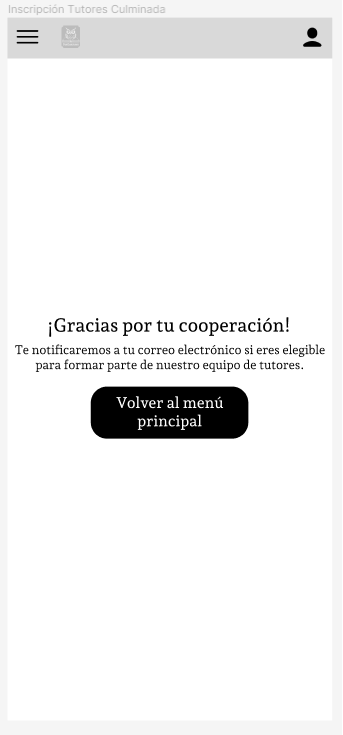 Inscripción Tutores Culminada
¡Gracias por tu cooperación!
Te notificaremos a tu correo electrónico si eres elegible
para formar parte de nuestro equipo de tutores.
Volver al menú
principal